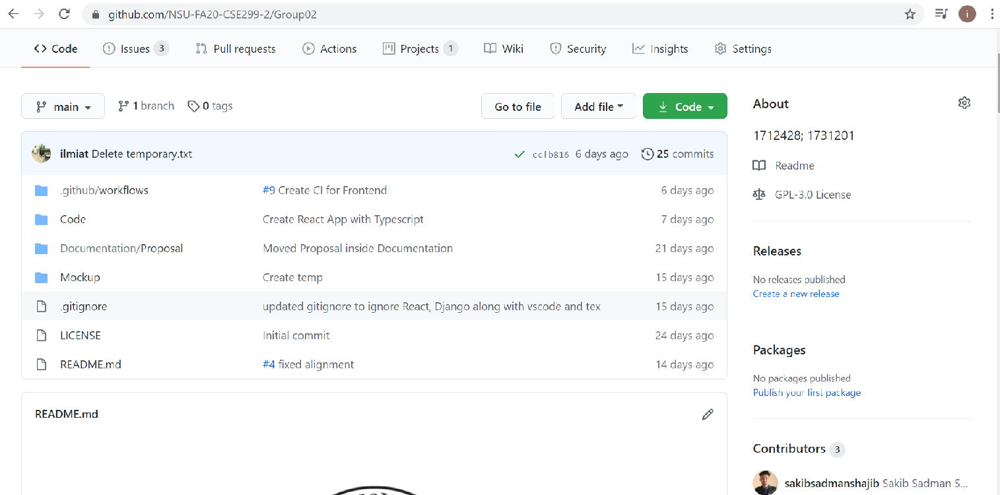 github.com/NSU-FA20-CSE299-2/Group02
i
<> Code Issues 3 Pull requests Actions Projects 1 Wiki Security Insights Settings
main 1 branch 0 tags Go to file Add file Code
ilmiat Delete temporary.txt ccfb816 6 days ago 25 commits
.github/workflows #9 Create CI for Frontend 6 days ago
Code Create React App with Typescript 7 days ago
Documentation/Proposal Moved Proposal inside Documentation 21 days ago
Mockup Create temp 15 days ago
.gitignore updated gitignore to ignore React, Django along with vscode and tex 15 days ago
LICENSE Initial commit 24 days ago
README.md #4 fixed alignment 14 days ago
README.md
About
1712428; 1731201
Readme
GPL-3.0 License
Releases
No releases published
Create a new release
Packages
No packages published
Publish your first package
Contributors 3
sakibsadmanshajib Sakib Sadman S...